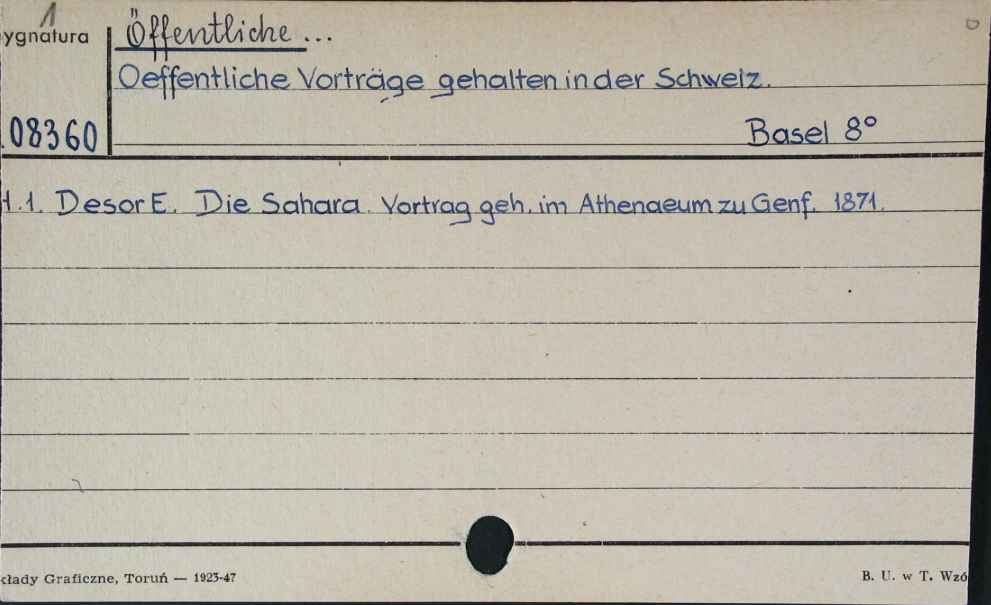 1
ygnatura
Öffentliche ...
Oeffentliche Vorträge gehalten in der Schweiz.
08360
Basel 8°
t.1. Desor E. Die Sahara. Vortrag geh. im Athenaeum zu Genf. 1871.
kłady Graficzne, Toruń — 1923-47
B. U. w T. Wzó